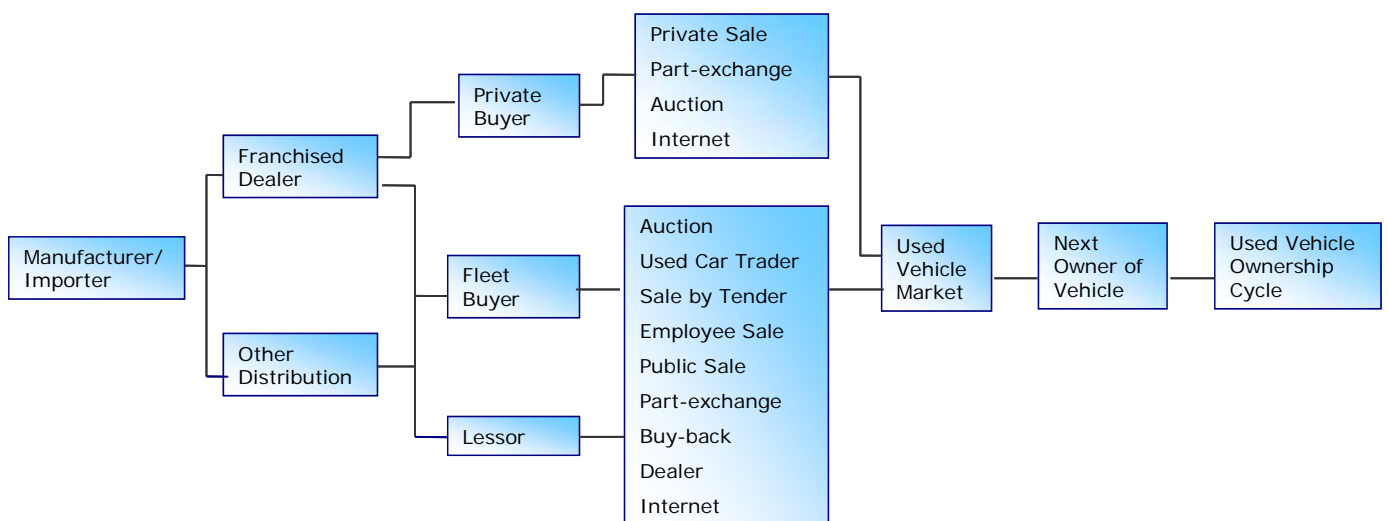 Manufacturer/
Importer
Franchised
Dealer
Other
Distribution
Private
Buyer
Fleet
Buyer
Lessor
Private Sale
Part-exchange
Auction
Internet
Auction
Used Car Trader
Sale by Tender
Employee Sale
Public Sale
Part-exchange
Buy-back
Dealer
Internet
Used
Vehicle
Market
Next
Owner of
Vehicle
Used Vehicle
Ownership
Cycle